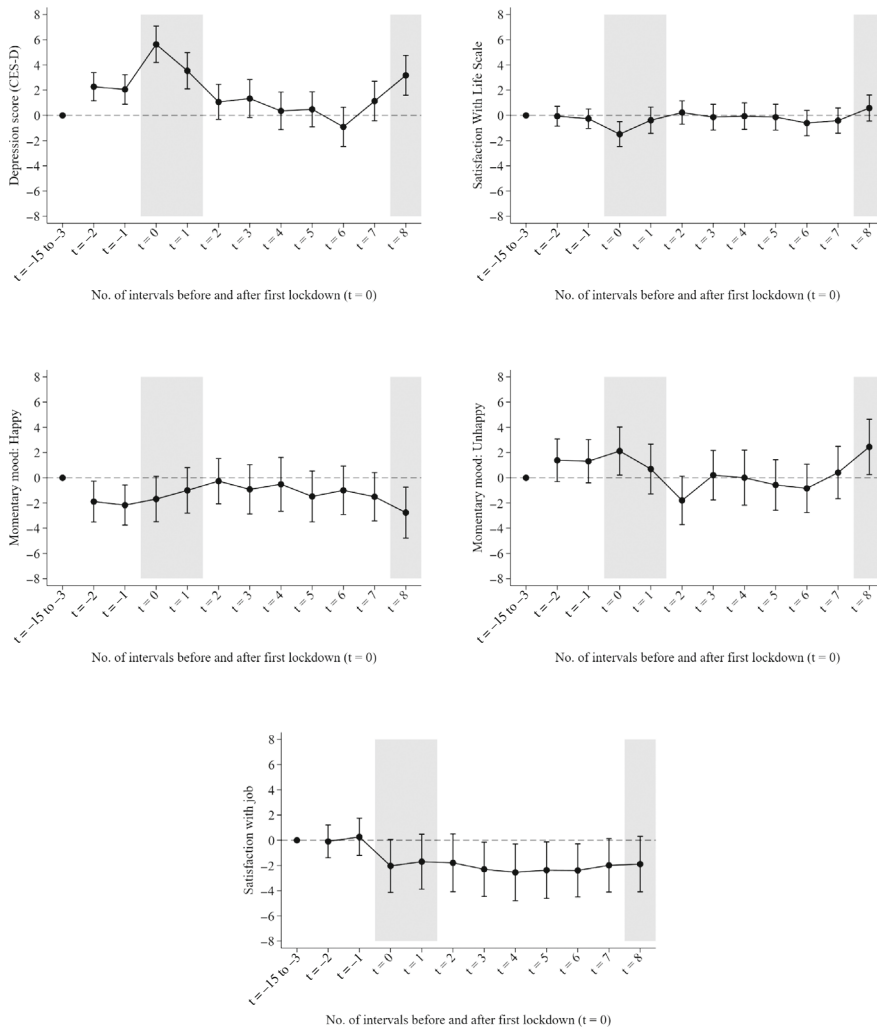 Depression score (CES-D)
8
6
4
2
0
−2
−4
−6
−8
t = −15 to −3
t = −2
t = −1
t = 0
t = 1
t = 2
t = 3
t = 4
t = 5
t = 6
t = 7
t = 8
No. of intervals before and after first lockdown (t = 0)
Satisfaction With Life Scale
8
6
4
2
0
−2
−4
−6
−8
t = −15 to −3
t = −2
t = −1
t = 0
t = 1
t = 2
t = 3
t = 4
t = 5
t = 6
t = 7
t = 8
No. of intervals before and after first lockdown (t = 0)
Momentary mood: Happy
8
6
4
2
0
−2
−4
−6
−8
t = −15 to −3
t = −2
t = −1
t = 0
t = 1
t = 2
t = 3
t = 4
t = 5
t = 6
t = 7
t = 8
No. of intervals before and after first lockdown (t = 0)
Momentary mood: Unhappy
8
6
4
2
0
−2
−4
−6
−8
t = −15 to −3
t = −2
t = −1
t = 0
t = 1
t = 2
t = 3
t = 4
t = 5
t = 6
t = 7
t = 8
No. of intervals before and after first lockdown (t = 0)
Satisfaction with job
8
6
4
2
0
−2
−4
−6
−8
t = −15 to −3
t = −2
t = −1
t = 0
t = 1
t = 2
t = 3
t = 4
t = 5
t = 6
t = 7
t = 8
No. of intervals before and after first lockdown (t = 0)